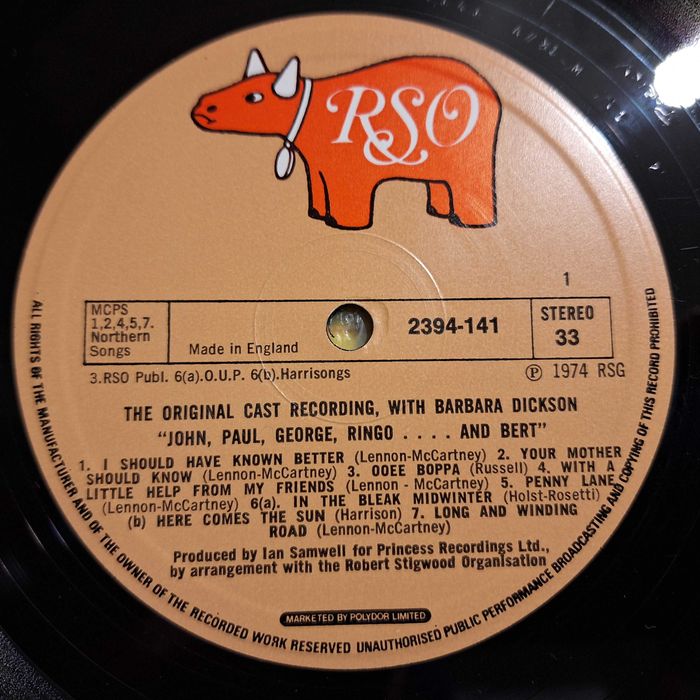 RSO
1
MCPS
1,2,4,5,7.
Northern
Songs
Made in England
2394-141
STEREO
33
3.RSO Publ. 6(a).O.U.P. 6(b).Harrisongs
℗ 1974 RSG
THE ORIGINAL CAST RECORDING, WITH BARBARA DICKSON
"JOHN, PAUL, GEORGE, RINGO . . . . AND BERT"
1. I SHOULD HAVE KNOWN BETTER (Lennon-McCartney) 2. YOUR MOTHER
SHOULD KNOW (Lennon-McCartney) 3. OOEE BOPPA (Russell) 4. WITH A
LITTLE HELP FROM MY FRIENDS (Lennon - McCartney) 5. PENNY LANE
(Lennon-McCartney) 6(a). IN THE BLEAK MIDWINTER (Holst-Rosetti)
(b) HERE COMES THE SUN (Harrison) 7. LONG AND WINDING
ROAD (Lennon-McCartney)
Produced by Ian Samwell for Princess Recordings Ltd.,
by arrangement with the Robert Stigwood Organisation
MARKETED BY POLYDOR LIMITED
ALL RIGHTS OF THE MANUFACTURER AND OF THE OWNER OF THE RECORDED WORK RESERVED UNAUTHORISED PUBLIC PERFORMANCE BROADCASTING AND COPYING OF THIS RECORD PROHIBITED